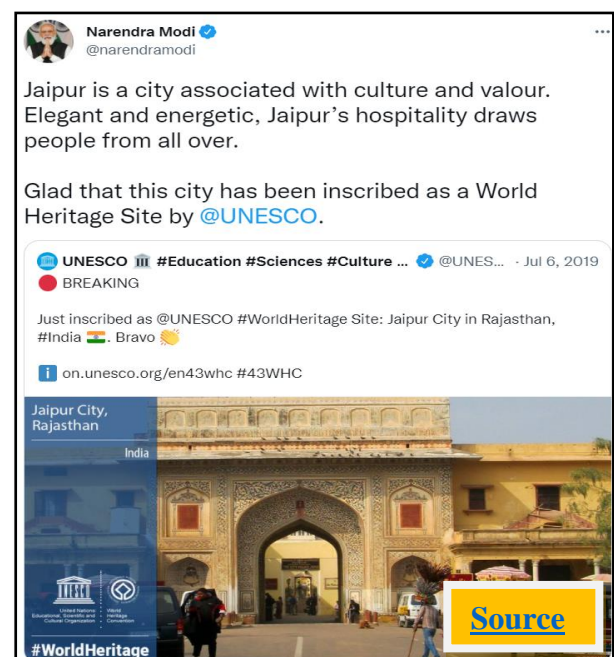 Narendra Modi
@narendramodi
Jaipur is a city associated with culture and valour.
Elegant and energetic, Jaipur's hospitality draws
people from all over.
Glad that this city has been inscribed as a World
Heritage Site by @UNESCO.
UNESCO 🏛️ #Education #Sciences #Culture ... @UNES... · Jul 6, 2019
🔴 BREAKING
Just inscribed as @UNESCO #WorldHeritage Site: Jaipur City in Rajasthan,
#India 🇮🇳. Bravo 👏
ℹ️ on.unesco.org/en43whc #43WHC
Jaipur City,
Rajasthan
India
UNESCO
United Nations
Educational, Scientific and
Cultural Organization
World
Heritage
Convention
#WorldHeritage
Source